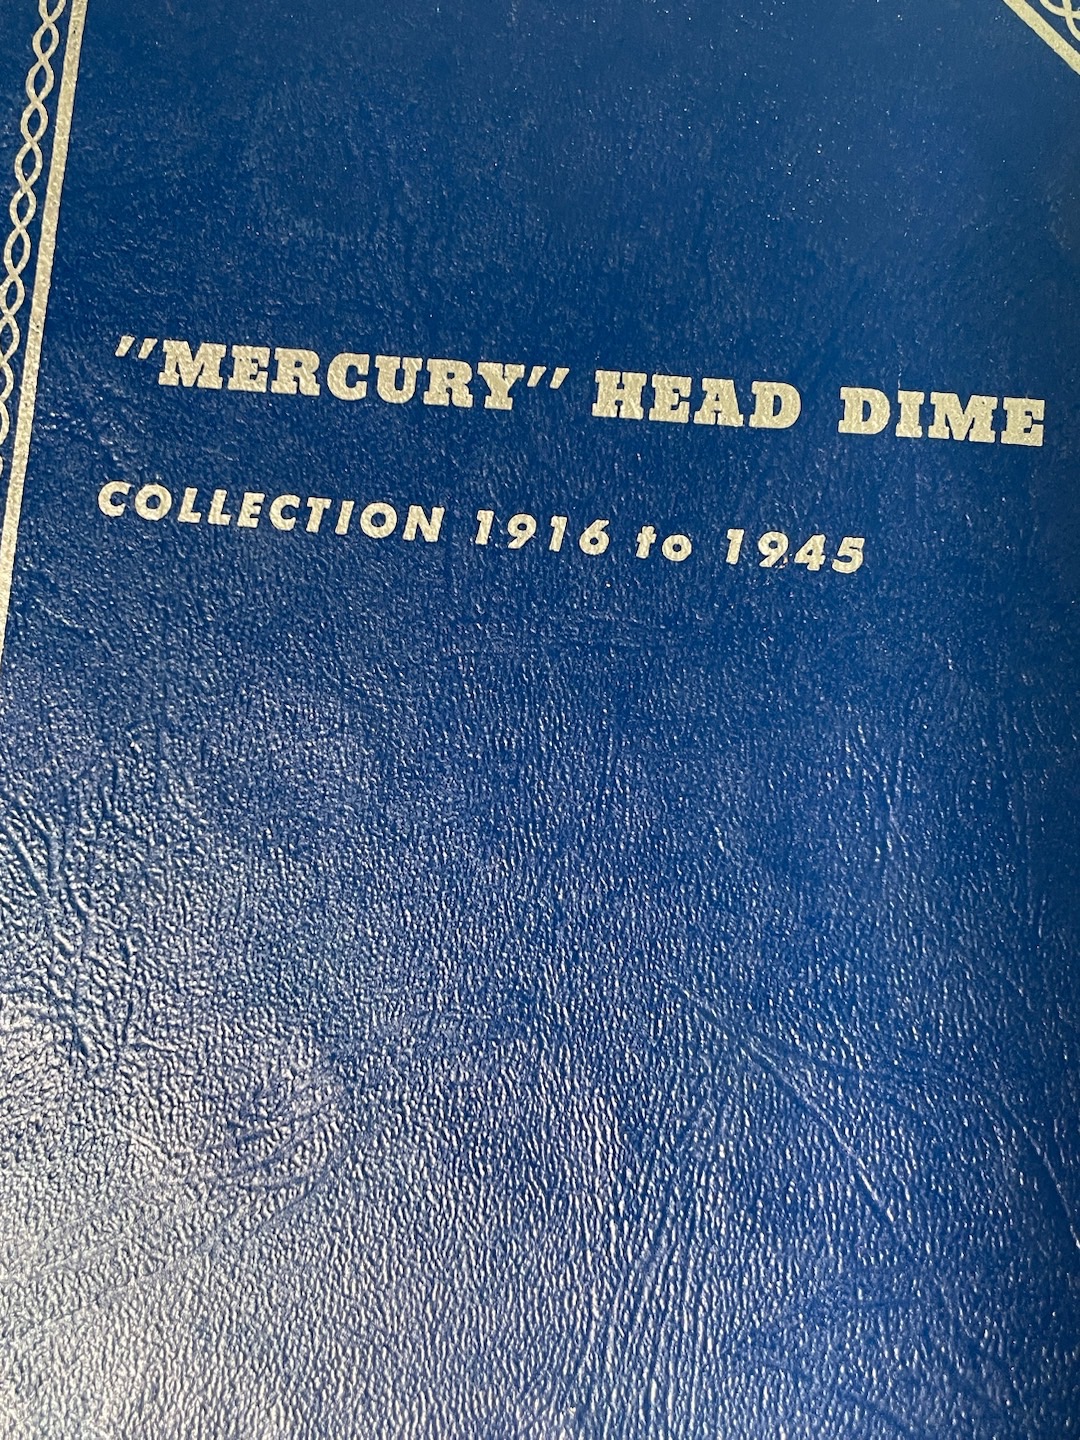 "MERCURY" HEAD DIME
COLLECTION 1916 to 1945